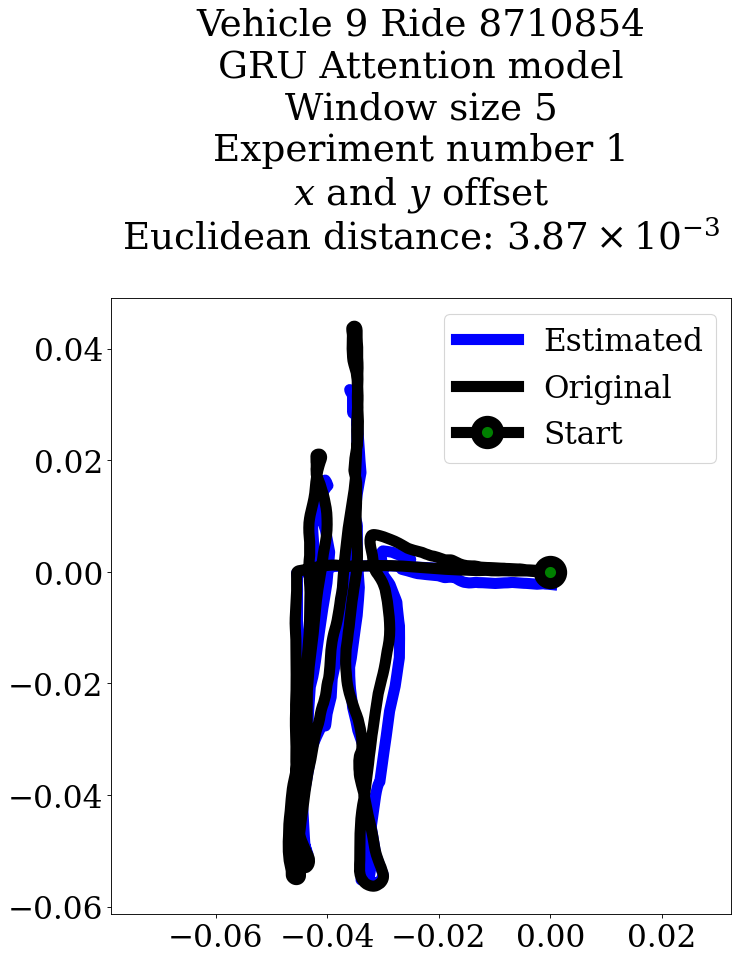 Vehicle 9 Ride 8710854
GRU Attention model
Window size 5
Experiment number 1
x and y offset
Euclidean distance: 3.87 × 10⁻³
Estimated
Original
Start
0.04
0.02
0.00
−0.02
−0.04
−0.06
−0.06 −0.04 −0.02 0.00 0.02